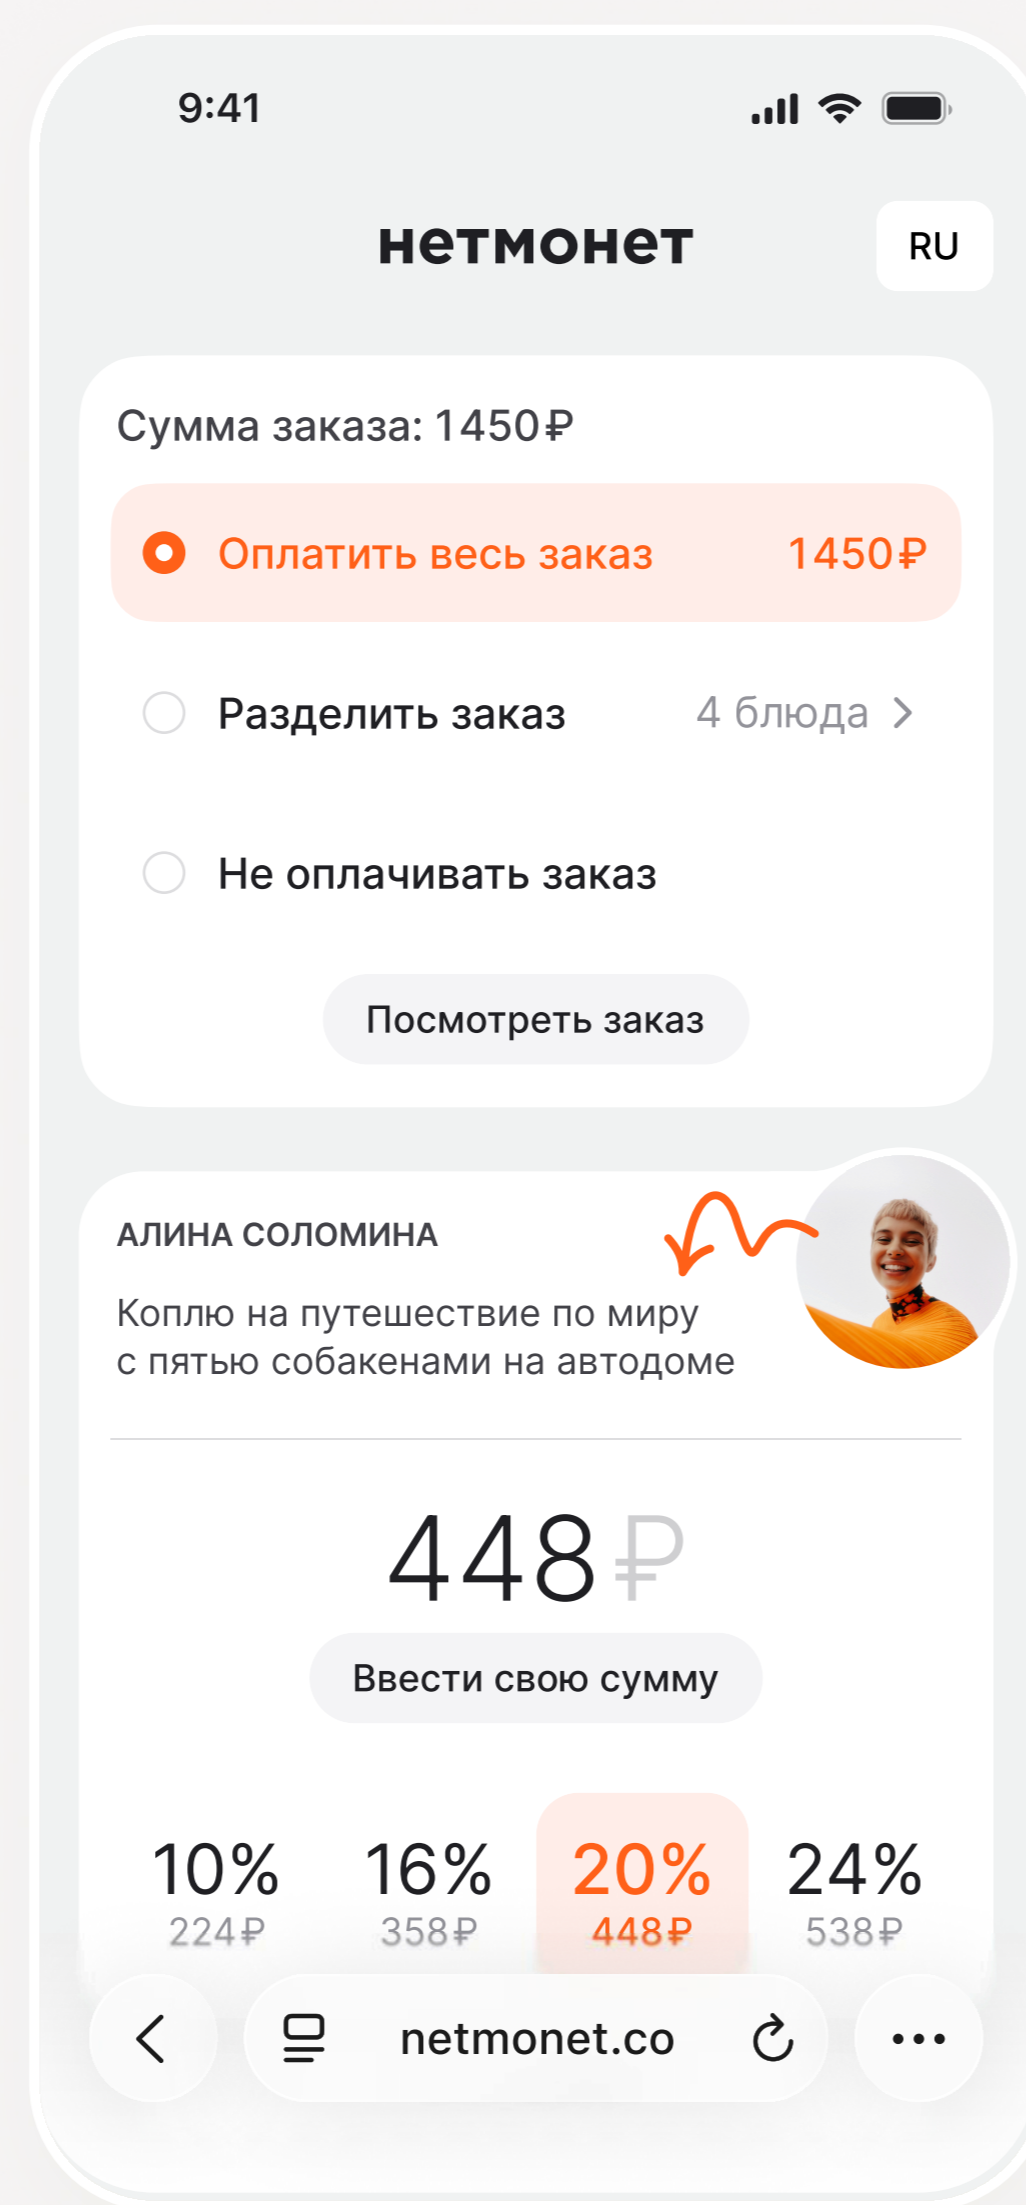 9:41
нетмонет
RU
Сумма заказа: 1450₽
Оплатить весь заказ 1450₽
Разделить заказ 4 блюда
Не оплачивать заказ
Посмотреть заказ
АЛИНА СОЛОМИНА
Коплю на путешествие по миру
с пятью собакенами на автодоме
448₽
Ввести свою сумму
10% 16% 20% 24%
224₽ 358₽ 448₽ 538₽
netmonet.co